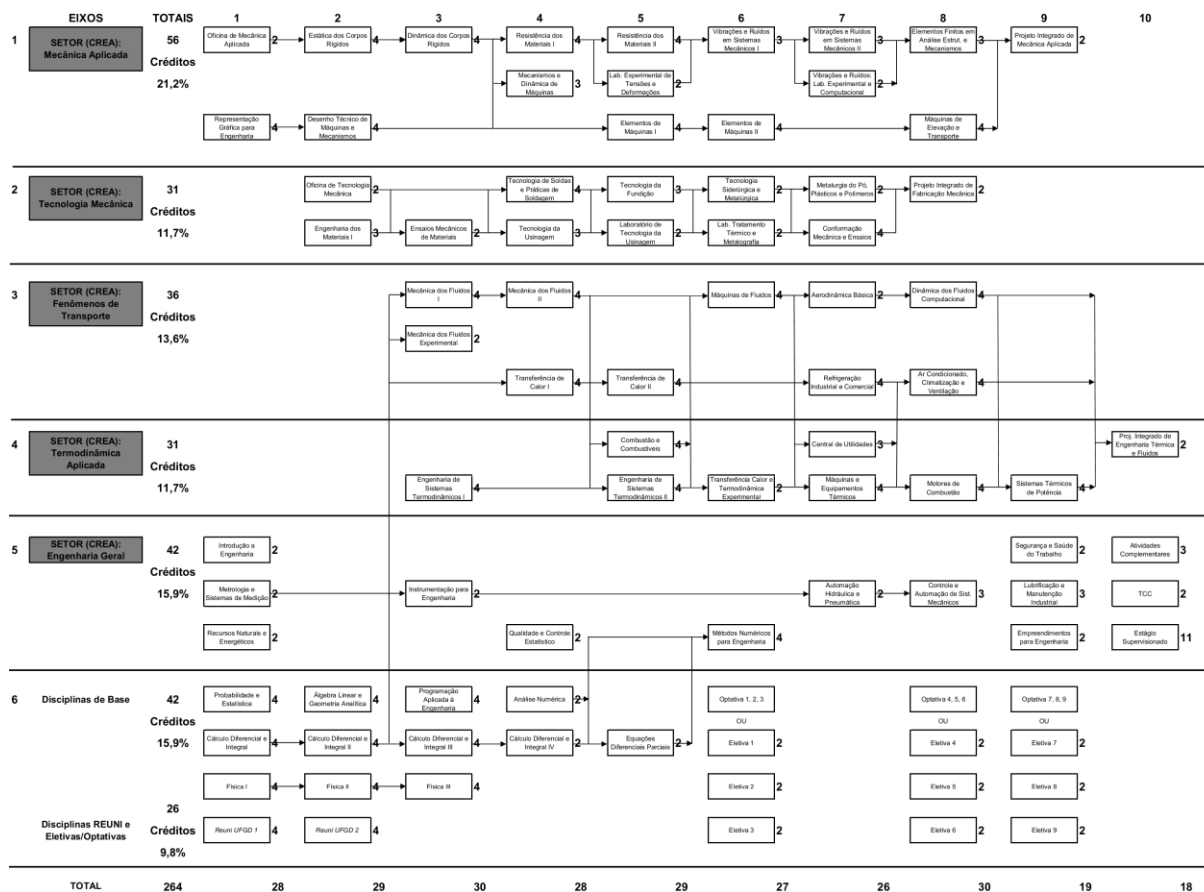 EIXOS TOTAIS 1 2 3 4 5 6 7 8 9 10
1 SETOR (CREA): Mecânica Aplicada
56 Créditos 21,2%
Oficina de Mecânica Aplicada 2
Estática dos Corpos Rígidos 4
Dinâmica dos Corpos Rígidos 4
Resistência dos Materiais I 4
Resistência dos Materiais II 4
Vibrações e Ruídos em Sistemas Mecânicos I 3
Vibrações e Ruídos em Sistemas Mecânicos II 3
Elementos Finitos em Análise Estrut. e Mecanismos 3
Projeto Integrado de Mecânica Aplicada 2
Mecanismos e Dinâmica de Máquinas 3
Lab. Experimental de Tensões e Deformações 2
Vibrações e Ruídos: Lab. Experimental e Computacional 2
Representação Gráfica para Engenharia 4
Desenho Técnico de Máquinas e Mecanismos 4
Elementos de Máquinas I 4
Elementos de Máquinas II 4
Máquinas de Elevação e Transporte 4
2 SETOR (CREA): Tecnologia Mecânica
31 Créditos 11,7%
Oficina de Tecnologia Mecânica 2
Tecnologia de Soldas e Práticas de Soldagem 4
Tecnologia da Fundição 3
Tecnologia Siderúrgica e Metalúrgica 2
Metalurgia do Pó, Plásticos e Polímeros 2
Projeto Integrado de Fabricação Mecânica 2
Engenharia dos Materiais I 3
Ensaios Mecânicos de Materiais 2
Tecnologia da Usinagem 3
Laboratório de Tecnologia da Usinagem 2
Lab. Tratamento Térmico e Metalografia 2
Conformação Mecânica e Ensaios 4
3 SETOR (CREA): Fenômenos de Transporte
36 Créditos 13,6%
Mecânica dos Fluidos I 4
Mecânica dos Fluidos II 4
Máquinas de Fluidos 4
Aerodinâmica Básica 2
Dinâmica dos Fluidos Computacional 4
Mecânica dos Fluidos Experimental 2
Transferência de Calor I 4
Transferência de Calor II 4
Refrigeração Industrial e Comercial 4
Ar Condicionado, Climatização e Ventilação 4
4 SETOR (CREA): Termodinâmica Aplicada
31 Créditos 11,7%
Combustão e Combustíveis 4
Central de Utilidades 3
Proj. Integrado de Engenharia Térmica e Fluidos 2
Engenharia de Sistemas Termodinâmicos I 4
Engenharia de Sistemas Termodinâmicos II 4
Transferência Calor e Termodinâmica Experimental 2
Máquinas e Equipamentos Térmicos 4
Motores de Combustão 4
Sistemas Térmicos de Potência 4
5 SETOR (CREA): Engenharia Geral
42 Créditos 15,9%
Introdução a Engenharia 2
Segurança e Saúde do Trabalho 2
Atividades Complementares 3
Metrologia e Sistemas de Medição 2
Instrumentação para Engenharia 2
Automação Hidráulica e Pneumática 2
Controle e Automação de Sist. Mecânicos 3
Lubrificação e Manutenção Industrial 3
TCC 2
Recursos Naturais e Energéticos 2
Qualidade e Controle Estatístico 2
Métodos Numéricos para Engenharia 4
Empreendimentos para Engenharia 2
Estágio Supervisionado 11
6 Disciplinas de Base
42 Créditos 15,9%
Probabilidade e Estatística 4
Álgebra Linear e Geometria Analítica 4
Programação Aplicada à Engenharia 4
Análise Numérica 2
Optativa 1, 2, 3
Optativa 4, 5, 6
Optativa 7, 8, 9
OU OU OU
Cálculo Diferencial e Integral 4
Cálculo Diferencial e Integral II 4
Cálculo Diferencial e Integral III 4
Cálculo Diferencial e Integral IV 2
Equações Diferenciais Parciais 2
Eletiva 1 2
Eletiva 4 2
Eletiva 7 2
Física I 4
Física II 4
Física III 4
Eletiva 2 2
Eletiva 5 2
Eletiva 8 2
Disciplinas REUNI e Eletivas/Optativas
26 Créditos 9,8%
Reuni UFGD 1 4
Reuni UFGD 2 4
Eletiva 3 2
Eletiva 6 2
Eletiva 9 2
TOTAL 264 28 29 30 28 29 27 26 30 19 18